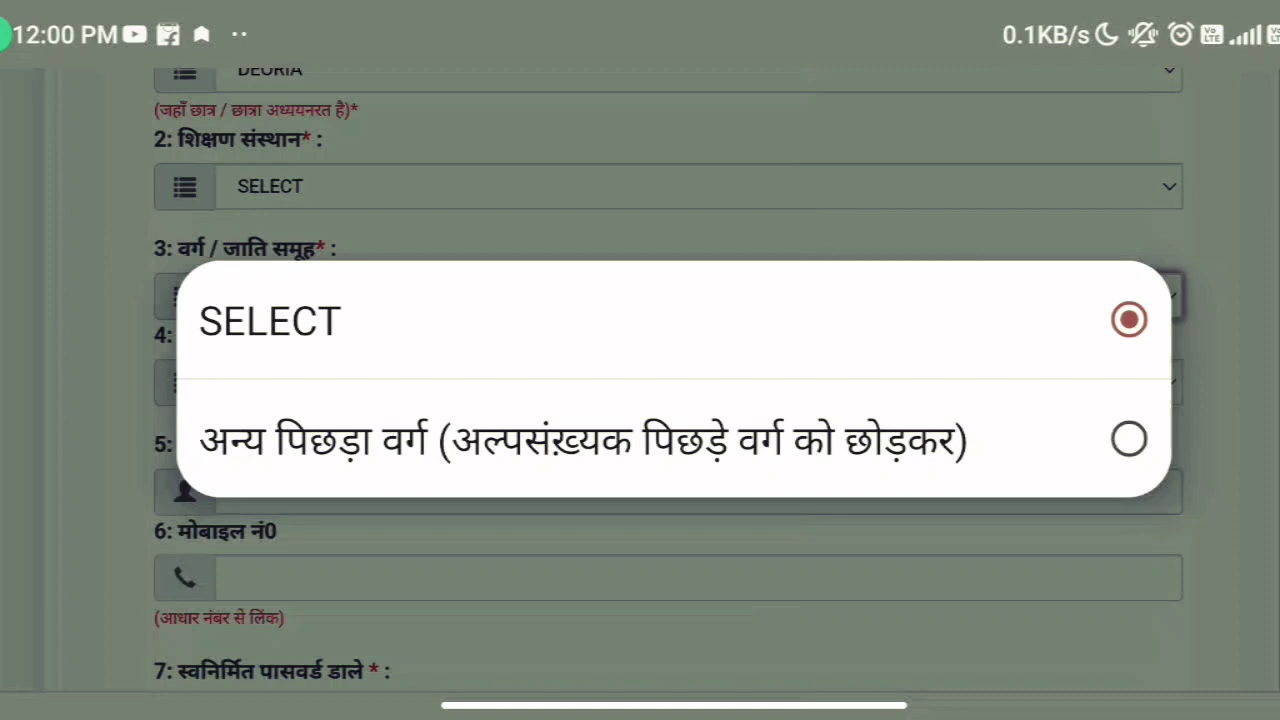 12:00 PM
0.1KB/s
DEORIA
(जहाँ छात्र / छात्रा अध्ययनरत है)*
2: शिक्षण संस्थान* :
SELECT
3: वर्ग / जाति समूह* :
SELECT
4:
अन्य पिछड़ा वर्ग (अल्पसंख़्यक पिछड़े वर्ग को छोड़कर)
5:
6: मोबाइल नं0
(आधार नंबर से लिंक)
7: स्वनिर्मित पासवर्ड डाले * :